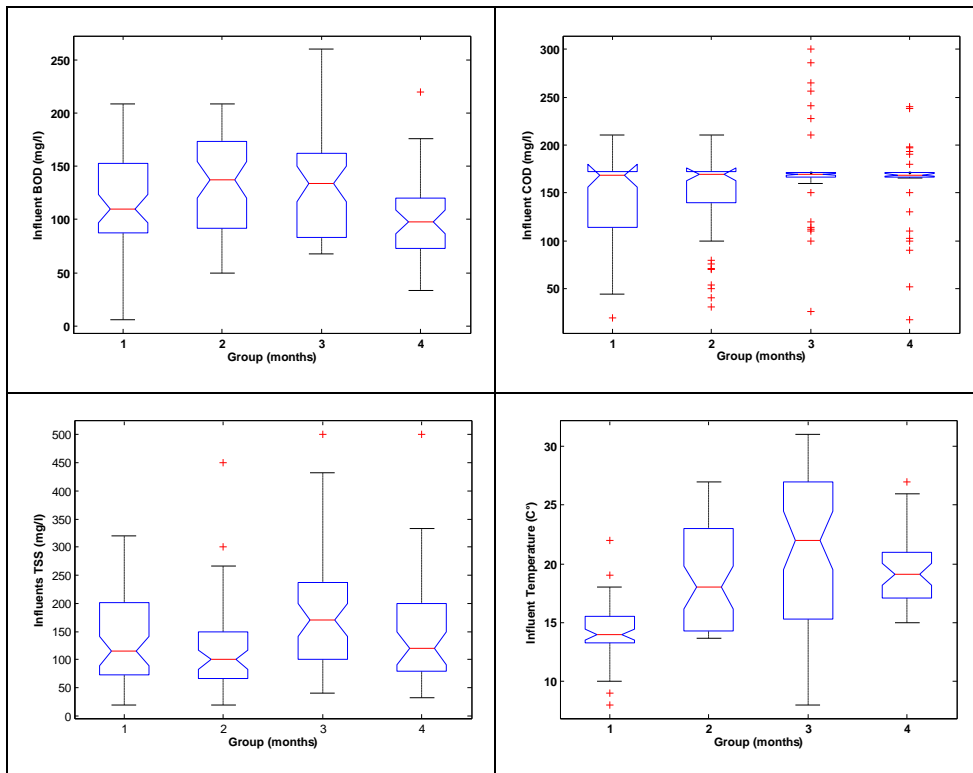 Influent BOD (mg/l)
250
200
150
100
50
0
1 2 3 4
Group (months)
Influent COD (mg/l)
300
250
200
150
100
50
1 2 3 4
Group (months)
Influents TSS (mg/l)
500
450
400
350
300
250
200
150
100
50
0
1 2 3 4
Group (months)
Influent Temperature (C°)
30
25
20
15
10
1 2 3 4
Group (months)